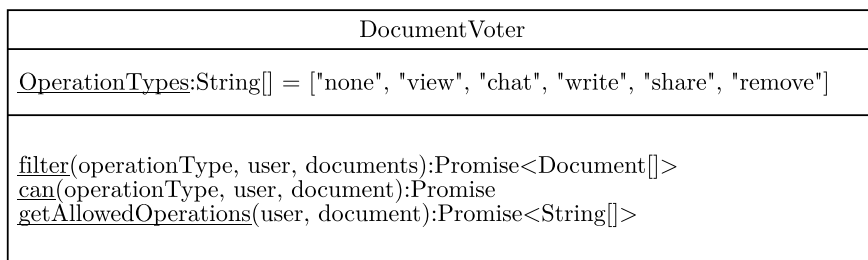 DocumentVoter
OperationTypes:String[] = ["none", "view", "chat", "write", "share", "remove"]
filter(operationType, user, documents):Promise<Document[]>
can(operationType, user, document):Promise
getAllowedOperations(user, document):Promise<String[]>